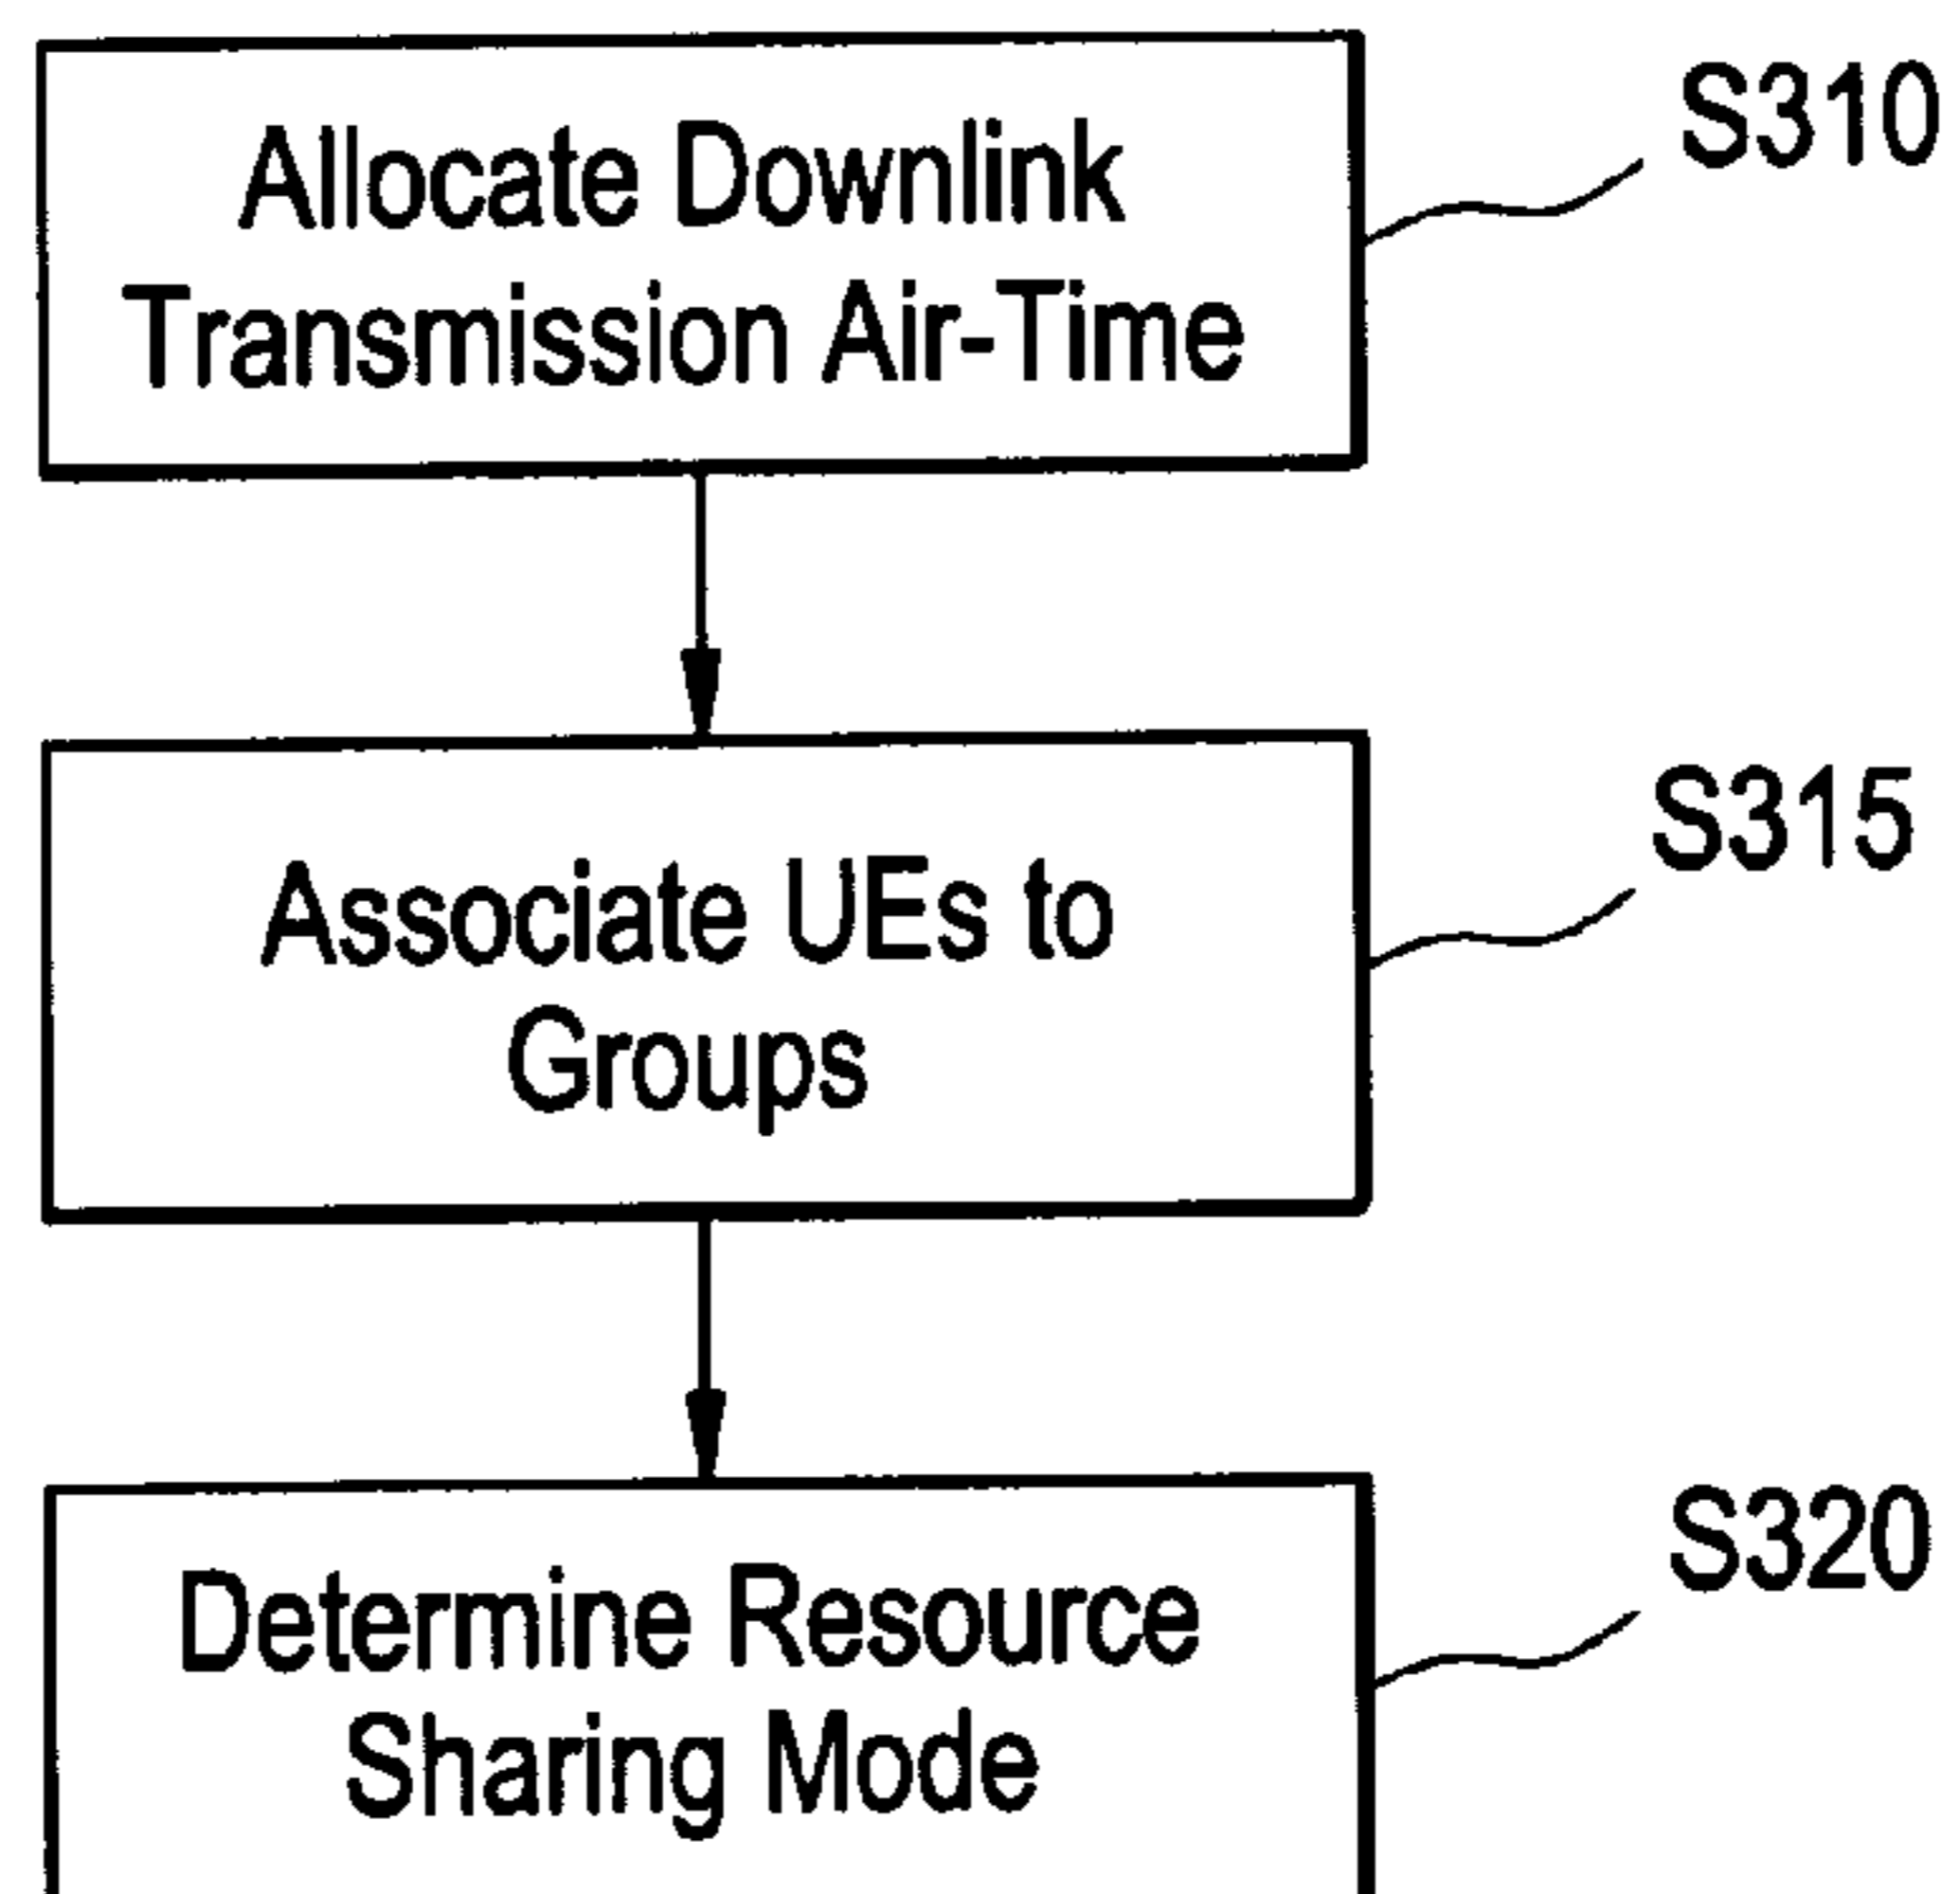 Allocate Downlink
Transmission Air-Time
S310
Associate UEs to
Groups
S315
Determine Resource
Sharing Mode
S320